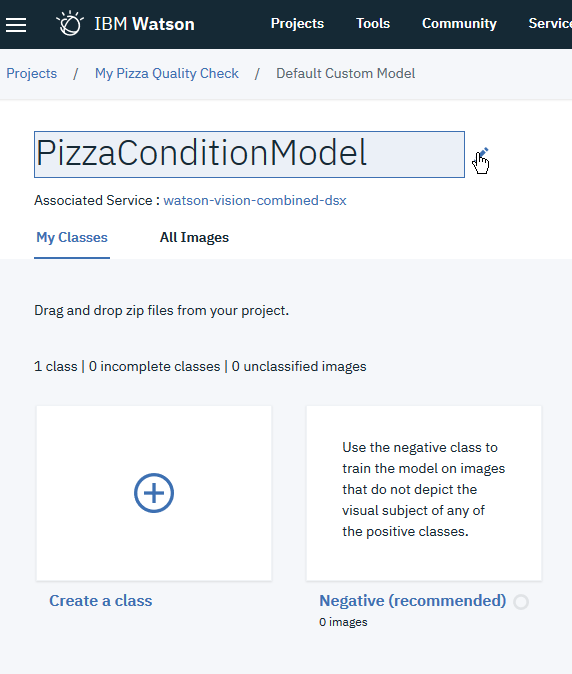 IBM Watson Projects Tools Community Service
Projects / My Pizza Quality Check / Default Custom Model
PizzaConditionModel
Associated Service : watson-vision-combined-dsx
My Classes All Images
Drag and drop zip files from your project.
1 class | 0 incomplete classes | 0 unclassified images
Use the negative class to
train the model on images
that do not depict the
visual subject of any of
the positive classes.
Create a class
Negative (recommended)
0 images